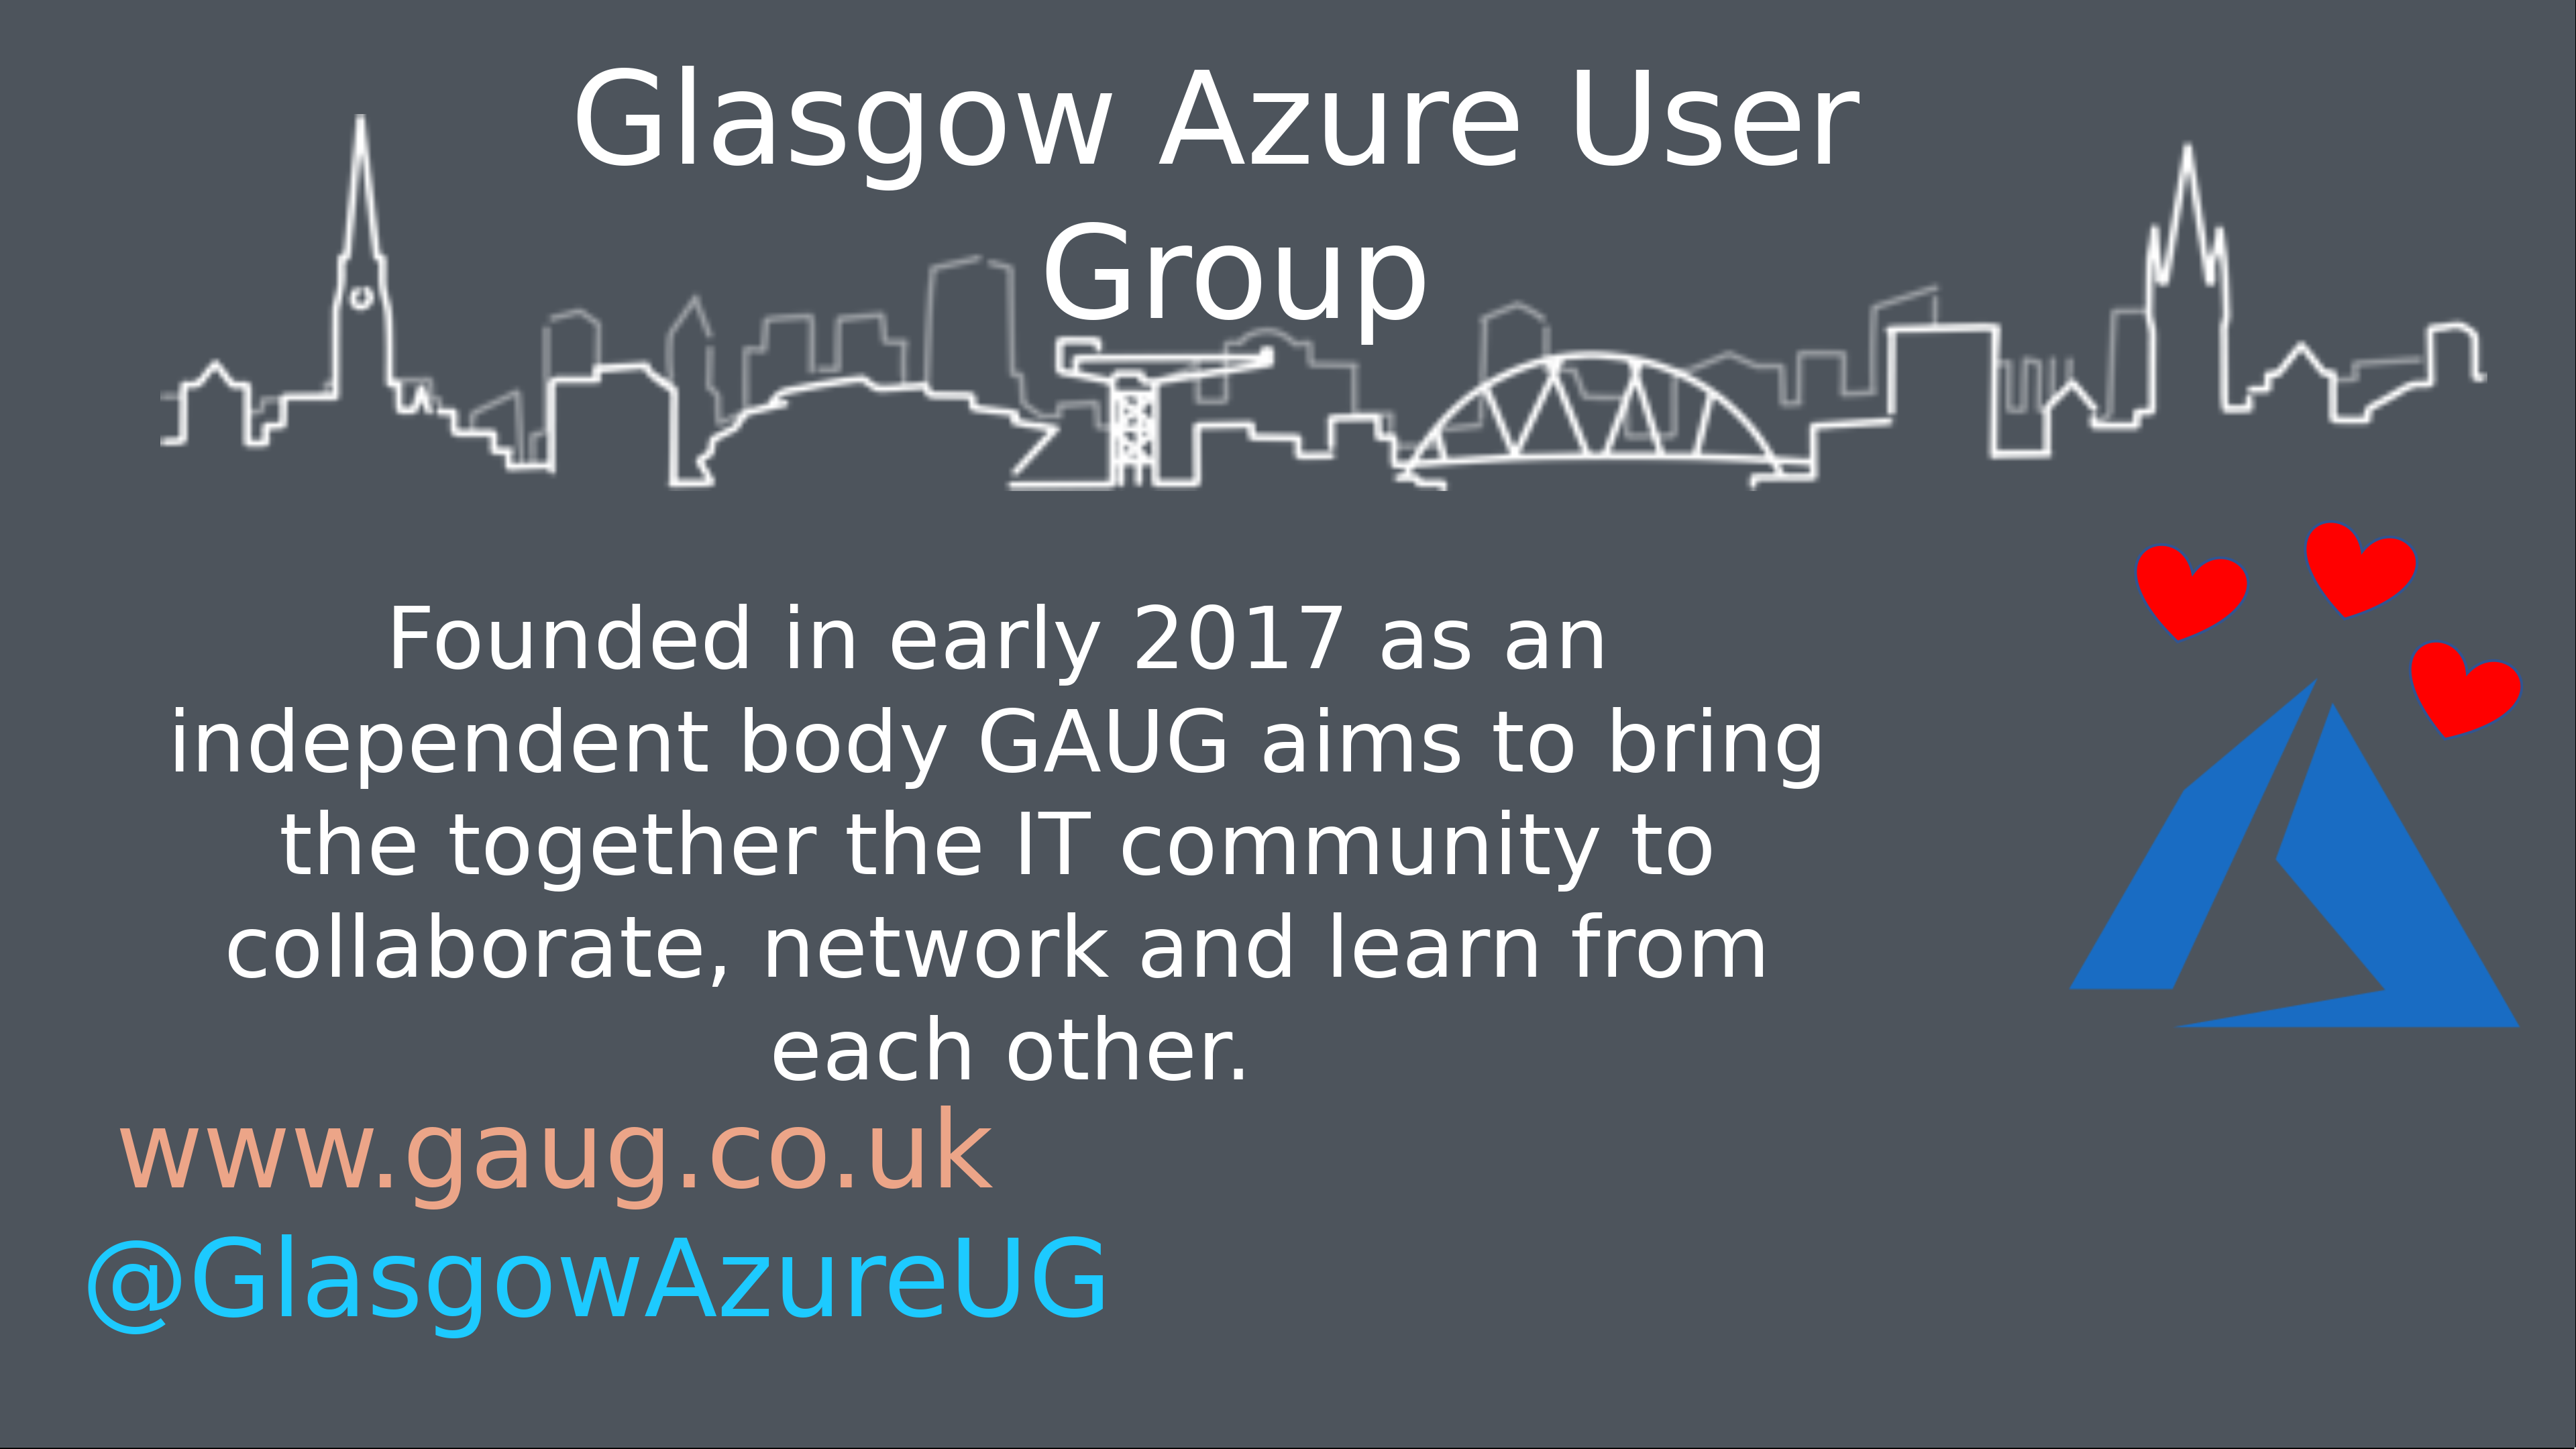 Glasgow Azure User
Group
Founded in early 2017 as an
independent body GAUG aims to bring
the together the IT community to
collaborate, network and learn from
each other.
www.gaug.co.uk
@GlasgowAzureUG